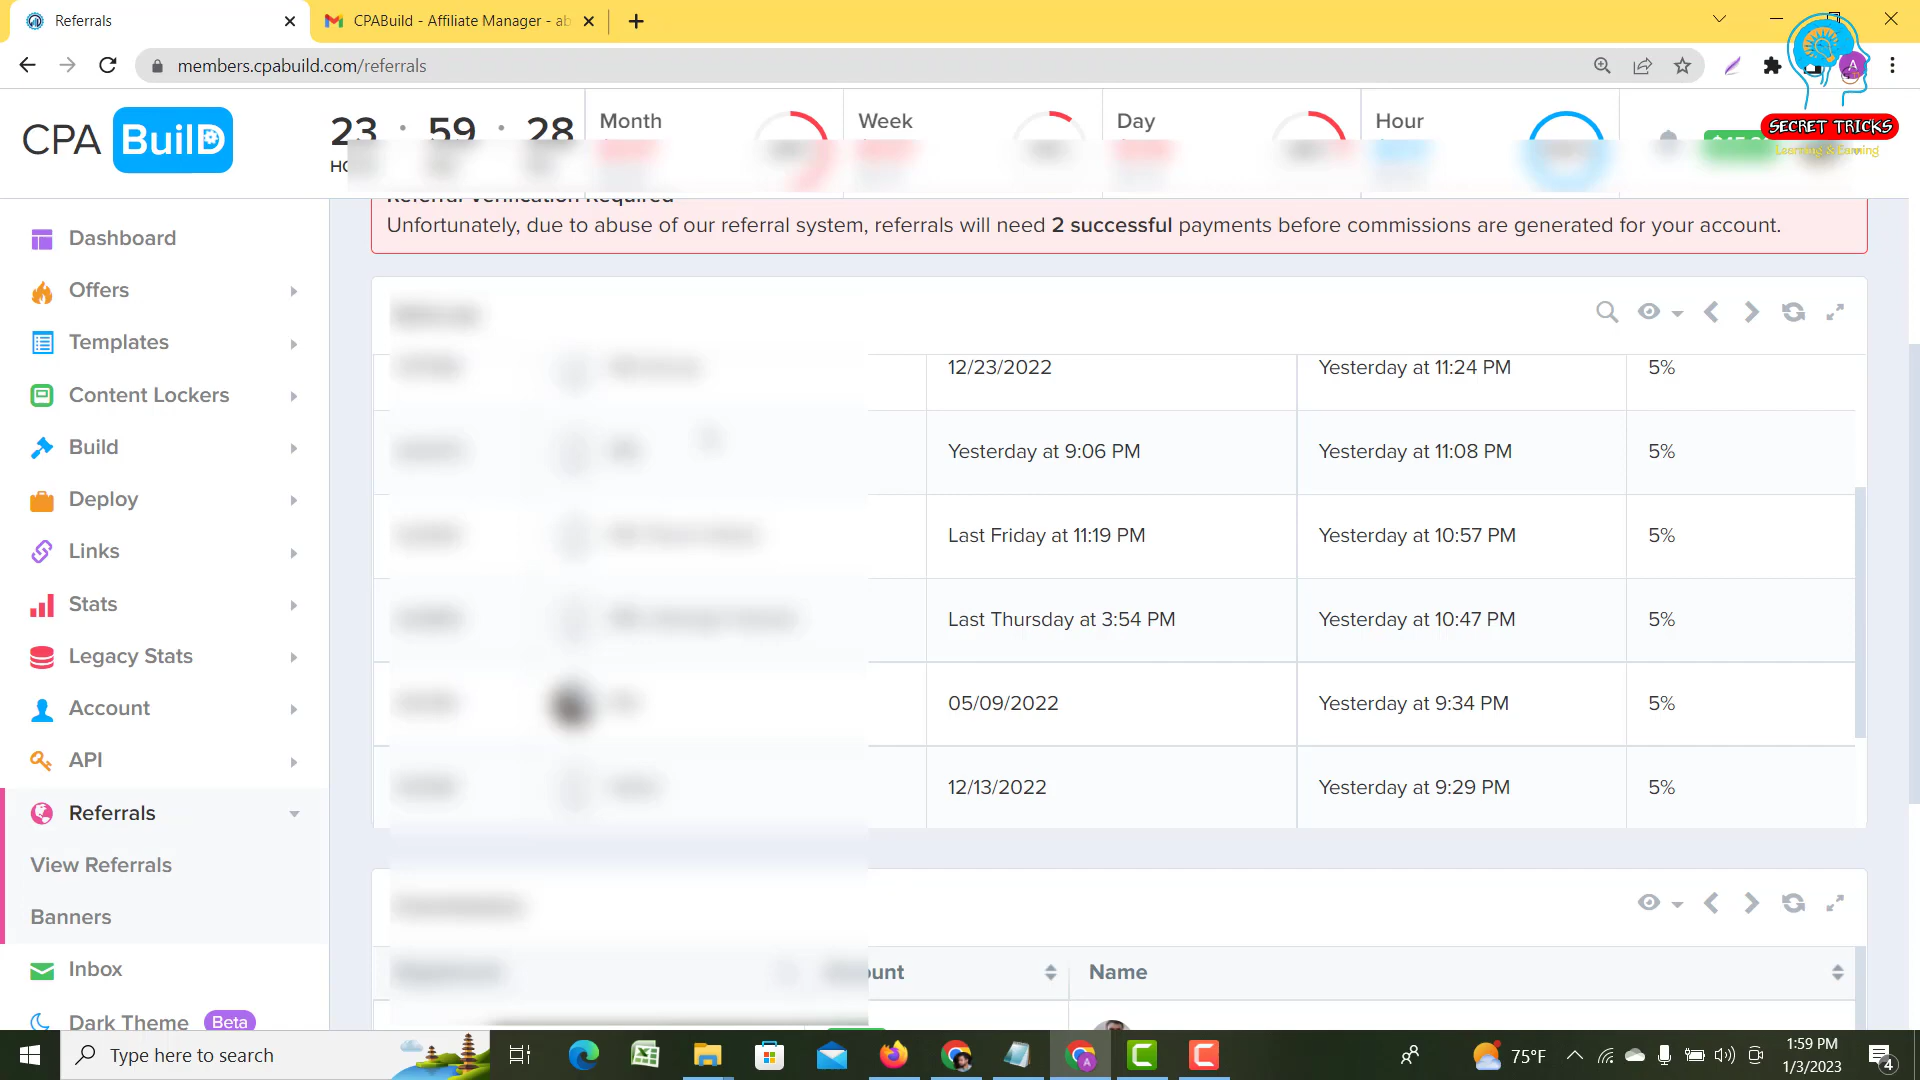 Referrals
CPABuild - Affiliate Manager - ab
members.cpabuild.com/referrals
CPA BuilD
23 · 59 · 28
HO
Month
Week
Day
Hour
SECRET TRICKS
Learning & Earning
Dashboard
Offers
Templates
Content Lockers
Build
Deploy
Links
Stats
Legacy Stats
Account
API
Referrals
View Referrals
Banners
Inbox
Dark Theme Beta
Referral Verification Required
Unfortunately, due to abuse of our referral system, referrals will need 2 successful payments before commissions are generated for your account.
12/23/2022 Yesterday at 11:24 PM 5%
Yesterday at 9:06 PM Yesterday at 11:08 PM 5%
Last Friday at 11:19 PM Yesterday at 10:57 PM 5%
Last Thursday at 3:54 PM Yesterday at 10:47 PM 5%
05/09/2022 Yesterday at 9:34 PM 5%
12/13/2022 Yesterday at 9:29 PM 5%
Name
Type here to search
75°F
1:59 PM
1/3/2023
4
A
A